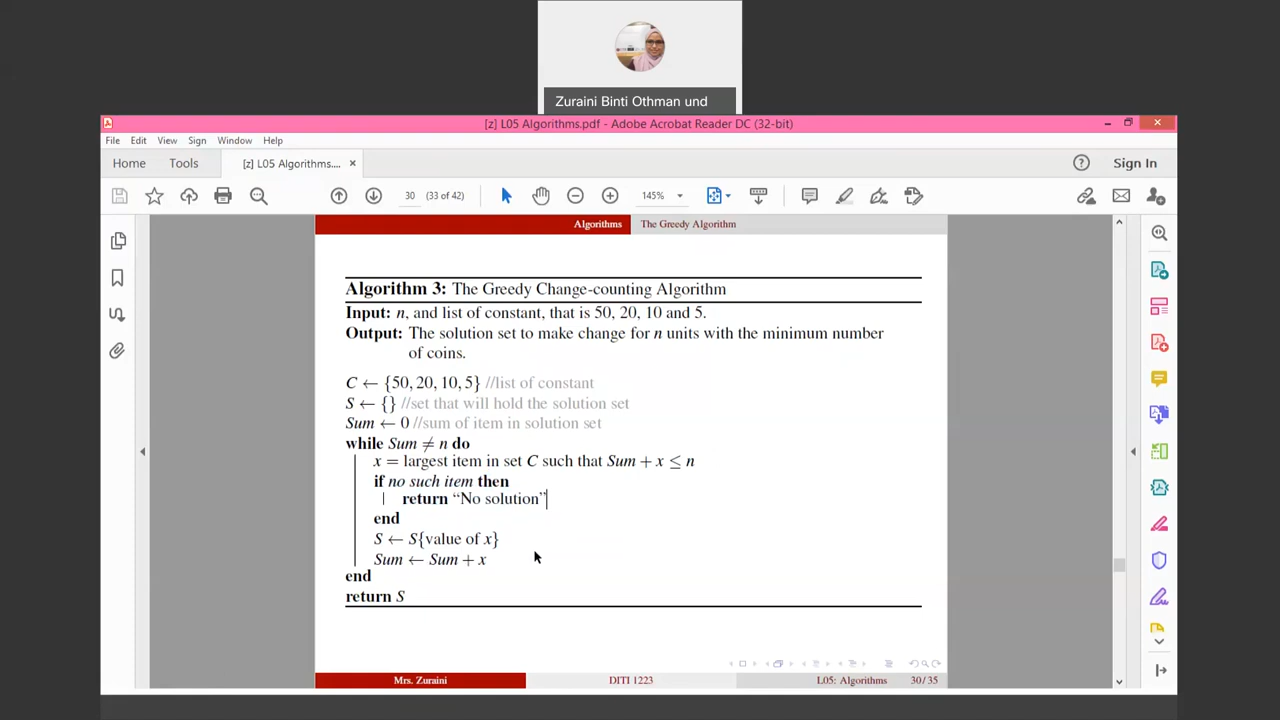 Zuraini Binti Othman und
[z] L05 Algorithms.pdf - Adobe Acrobat Reader DC (32-bit)
File Edit View Sign Window Help
Home Tools [z] L05 Algorithms.... × Sign In
30 (33 of 42) 145%
Algorithms The Greedy Algorithm
Algorithm 3: The Greedy Change-counting Algorithm
Input: n, and list of constant, that is 50, 20, 10 and 5.
Output: The solution set to make change for n units with the minimum number
of coins.
C ← {50, 20, 10, 5} //list of constant
S ← {} //set that will hold the solution set
Sum ← 0 //sum of item in solution set
while Sum ≠ n do
x = largest item in set C such that Sum + x ≤ n
if no such item then
return “No solution”
end
S ← S{value of x}
Sum ← Sum + x
end
return S
Mrs. Zuraini DITI 1223 L05: Algorithms 30 / 35